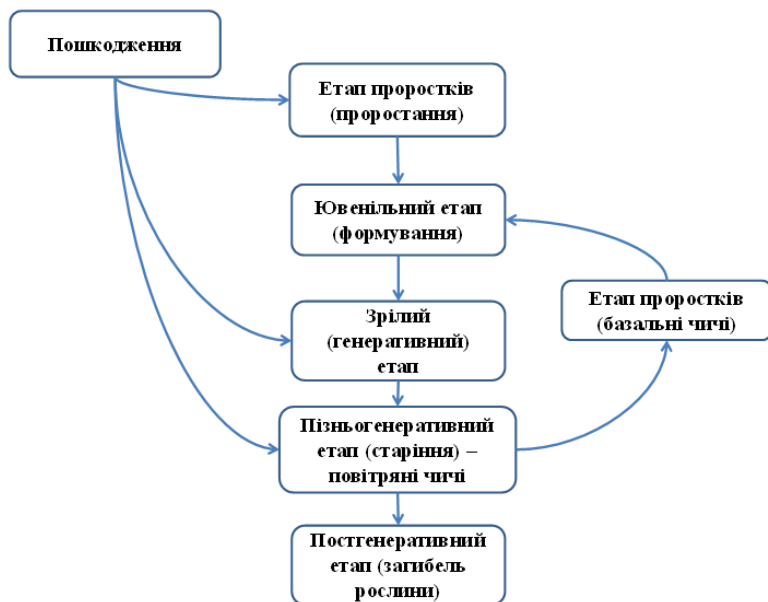 Пошкодження
Етап проростків
(проростання)
Ювенільний етап
(формування)
Етап проростків
(базальні чичі)
Зрілий
(генеративний)
етап
Пізньогенеративний
етап (старіння) –
повітряні чичі
Постгенеративний
етап (загибель
рослини)